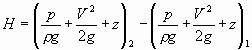 H = (p/ρg + V²/2g + z)₂ − (p/ρg + V²/2g + z)₁